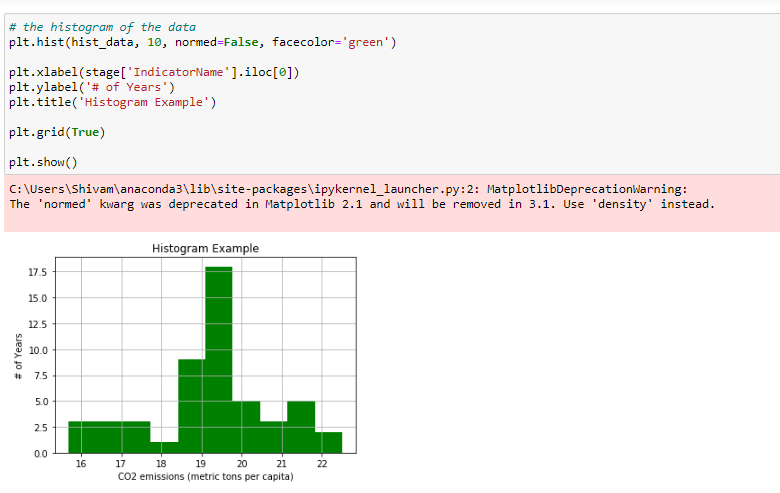 # the histogram of the data
plt.hist(hist_data, 10, normed=False, facecolor='green')
plt.xlabel(stage['IndicatorName'].iloc[0])
plt.ylabel('# of Years')
plt.title('Histogram Example')
plt.grid(True)
plt.show()
C:\Users\Shivam\anaconda3\lib\site-packages\ipykernel_launcher.py:2: MatplotlibDeprecationWarning:
The 'normed' kwarg was deprecated in Matplotlib 2.1 and will be removed in 3.1. Use 'density' instead.
Histogram Example
17.5
15.0
12.5
10.0
7.5
5.0
2.5
0.0
# of Years
16 17 18 19 20 21 22
CO2 emissions (metric tons per capita)